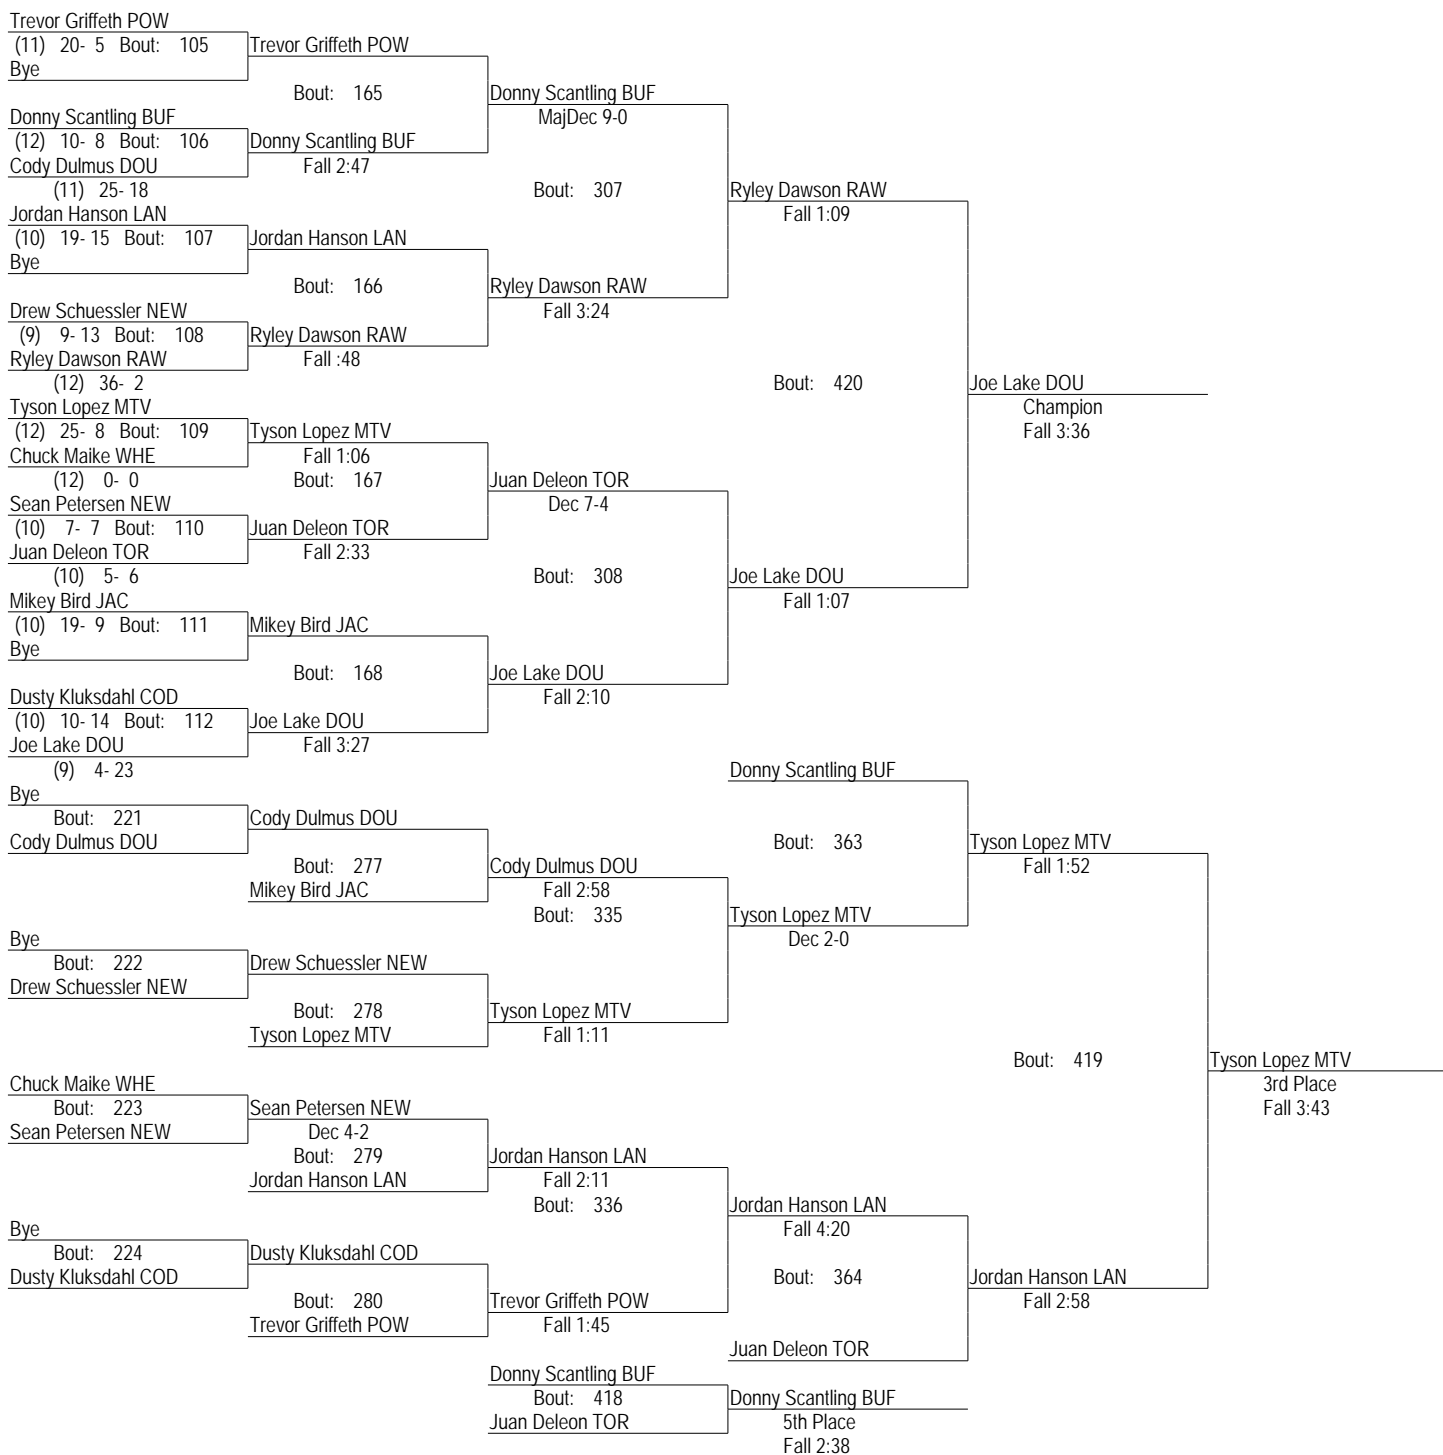 Trevor Griffeth POW
(11) 20- 5 Bout: 105 Trevor Griffeth POW
Bye
Bout: 165 Donny Scantling BUF
Donny Scantling BUF MajDec 9-0
(12) 10- 8 Bout: 106 Donny Scantling BUF
Cody Dulmus DOU Fall 2:47
(11) 25- 18 Bout: 307 Ryley Dawson RAW
Jordan Hanson LAN Fall 1:09
(10) 19- 15 Bout: 107 Jordan Hanson LAN
Bye
Bout: 166 Ryley Dawson RAW
Drew Schuessler NEW Fall 3:24
(9) 9- 13 Bout: 108 Ryley Dawson RAW
Ryley Dawson RAW Fall :48
(12) 36- 2 Bout: 420 Joe Lake DOU
Tyson Lopez MTV Champion
(12) 25- 8 Bout: 109 Tyson Lopez MTV Fall 3:36
Chuck Maike WHE Fall 1:06
(12) 0- 0 Bout: 167 Juan Deleon TOR
Sean Petersen NEW Dec 7-4
(10) 7- 7 Bout: 110 Juan Deleon TOR
Juan Deleon TOR Fall 2:33
(10) 5- 6 Bout: 308 Joe Lake DOU
Mikey Bird JAC Fall 1:07
(10) 19- 9 Bout: 111 Mikey Bird JAC
Bye
Bout: 168 Joe Lake DOU
Dusty Kluksdahl COD Fall 2:10
(10) 10- 14 Bout: 112 Joe Lake DOU
Joe Lake DOU Fall 3:27
(9) 4- 23 Donny Scantling BUF
Bye
Bout: 221 Cody Dulmus DOU
Cody Dulmus DOU Bout: 363 Tyson Lopez MTV
Bout: 277 Cody Dulmus DOU Fall 1:52
Mikey Bird JAC Fall 2:58
Bout: 335 Tyson Lopez MTV
Bye Dec 2-0
Bout: 222 Drew Schuessler NEW
Drew Schuessler NEW
Bout: 278 Tyson Lopez MTV
Tyson Lopez MTV Fall 1:11
Bout: 419 Tyson Lopez MTV
Chuck Maike WHE 3rd Place
Bout: 223 Sean Petersen NEW Fall 3:43
Sean Petersen NEW Dec 4-2
Bout: 279 Jordan Hanson LAN
Jordan Hanson LAN Fall 2:11
Bout: 336 Jordan Hanson LAN
Bye Fall 4:20
Bout: 224 Dusty Kluksdahl COD
Dusty Kluksdahl COD Bout: 364 Jordan Hanson LAN
Bout: 280 Trevor Griffeth POW Fall 2:58
Trevor Griffeth POW Fall 1:45
Juan Deleon TOR
Donny Scantling BUF
Bout: 418 Donny Scantling BUF
Juan Deleon TOR 5th Place
Fall 2:38